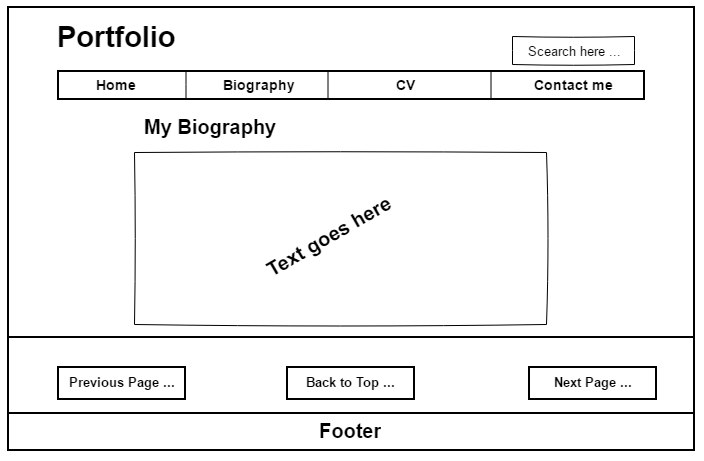 Portfolio
Scearch here ...
Home Biography CV Contact me
My Biography
Text goes here
Previous Page ... Back to Top ... Next Page ...
Footer